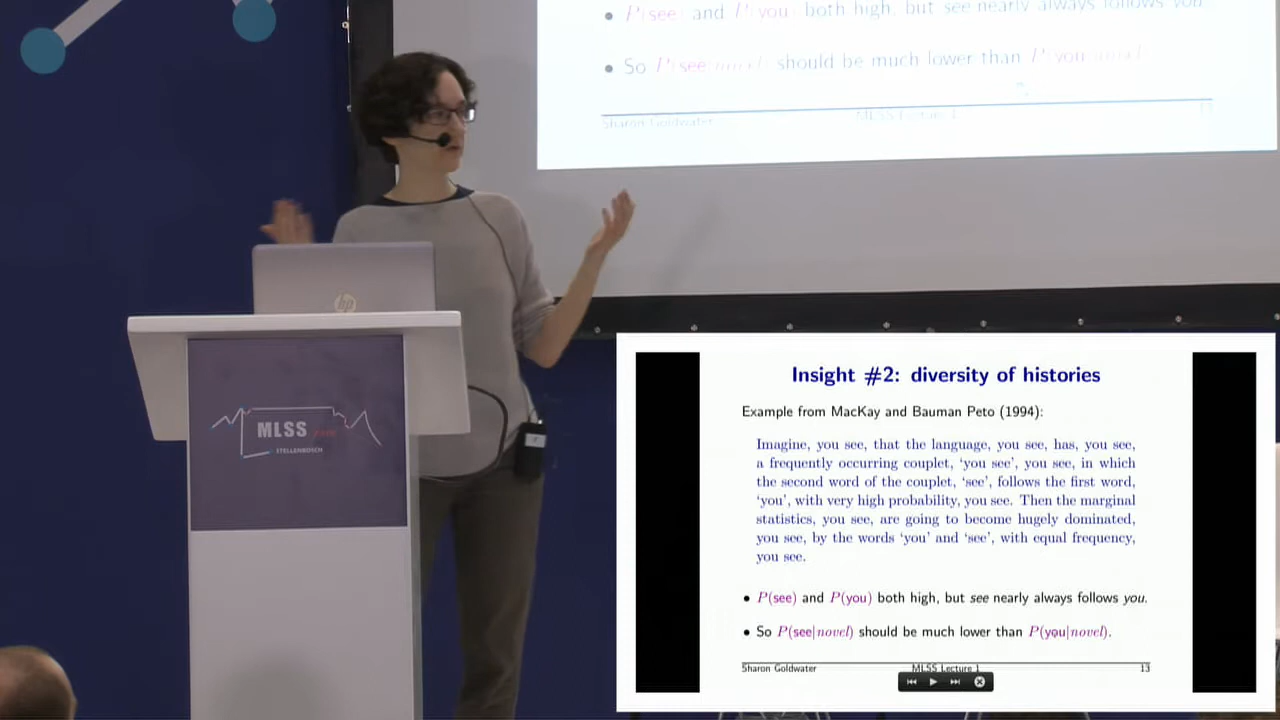 • P(see) and P(you) both high, but see nearly always follows you.
• So P(see|novel) should be much lower than P(you|novel).
Sharon Goldwater MLSS Lecture 1
hp
MLSS
STELLENBOSCH
Insight #2: diversity of histories
Example from MacKay and Bauman Peto (1994):
Imagine, you see, that the language, you see, has, you see,
a frequently occurring couplet, ‘you see’, you see, in which
the second word of the couplet, ‘see’, follows the first word,
‘you’, with very high probability, you see. Then the marginal
statistics, you see, are going to become hugely dominated,
you see, by the words ‘you’ and ‘see’, with equal frequency,
you see.
• P(see) and P(you) both high, but see nearly always follows you.
• So P(see|novel) should be much lower than P(you|novel).
Sharon Goldwater MLSS Lecture 1 13